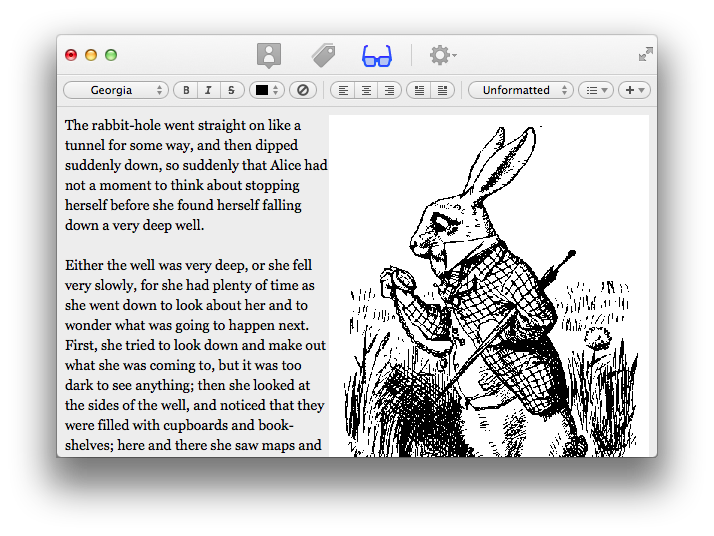 Georgia
B
I
S
Unformatted
The rabbit-hole went straight on like a
tunnel for some way, and then dipped
suddenly down, so suddenly that Alice had
not a moment to think about stopping
herself before she found herself falling
down a very deep well.
Either the well was very deep, or she fell
very slowly, for she had plenty of time as
she went down to look about her and to
wonder what was going to happen next.
First, she tried to look down and make out
what she was coming to, but it was too
dark to see anything; then she looked at
the sides of the well, and noticed that they
were filled with cupboards and book-
shelves; here and there she saw maps and